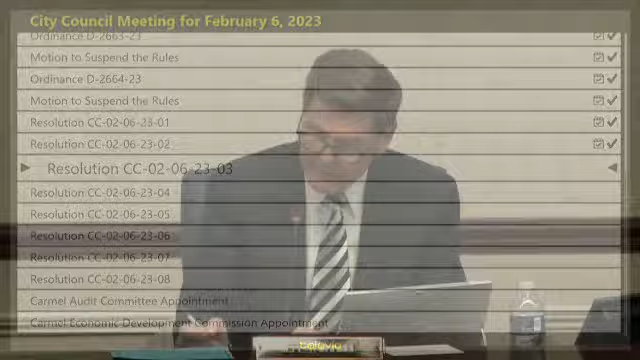 City Council Meeting for February 6, 2023
Ordinance D-2663-23
Motion to Suspend the Rules
Ordinance D-2664-23
Motion to Suspend the Rules
Resolution CC-02-06-23-01
Resolution CC-02-06-23-02
Resolution CC-02-06-23-03
Resolution CC-02-06-23-04
Resolution CC-02-06-23-05
Resolution CC-02-06-23-06
Resolution CC-02-06-23-07
Resolution CC-02-06-23-08
Carmel Audit Committee Appointment
Carmel Economic Development Commission Appointment